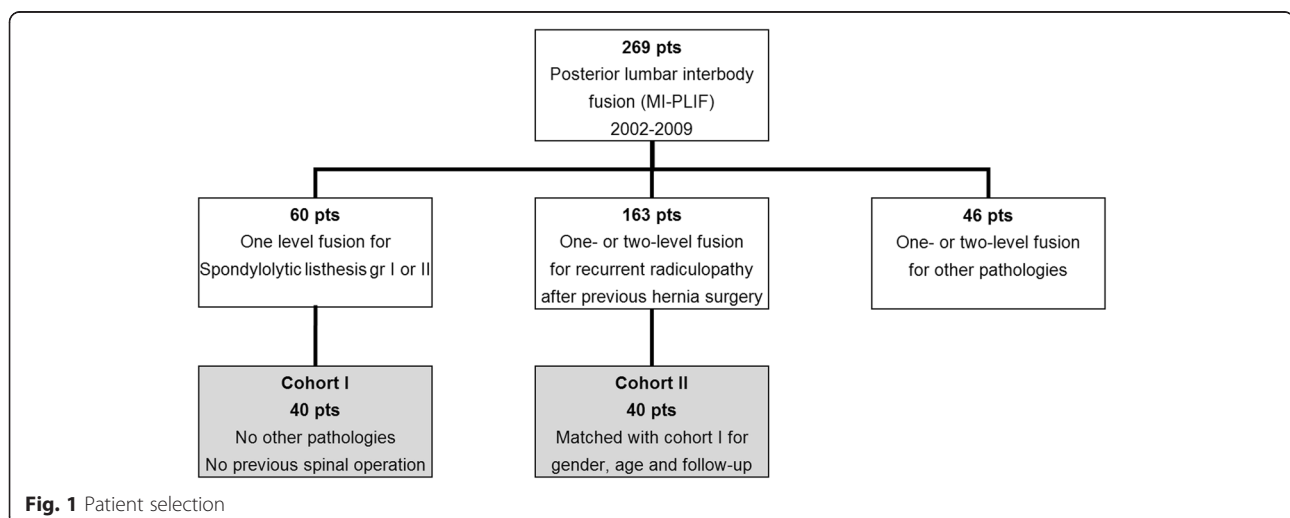 269 pts
Posterior lumbar interbody
fusion (MI-PLIF)
2002-2009
60 pts
One level fusion for
Spondylolytic listhesis gr I or II
163 pts
One- or two-level fusion
for recurrent radiculopathy
after previous hernia surgery
46 pts
One- or two-level fusion
for other pathologies
Cohort I
40 pts
No other pathologies
No previous spinal operation
Cohort II
40 pts
Matched with cohort I for
gender, age and follow-up
Fig. 1 Patient selection